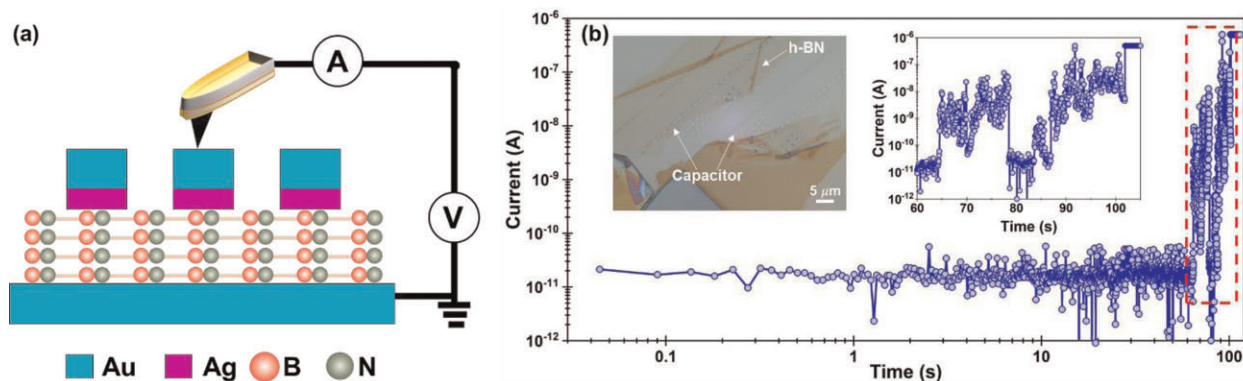 (a)
A
V
B N B N B N B N B N B N B N
B N B N B N B N B N B N B N
B N B N B N B N B N B N B N
B N B N B N B N B N B N B N
Au Ag B N
(b)
10⁻⁶
10⁻⁷
10⁻⁸
10⁻⁹
10⁻¹⁰
10⁻¹¹
10⁻¹²
Current (A)
0.1 1 10 100
Time (s)
h-BN
Capacitor
5 μm
10⁻⁶
10⁻⁷
10⁻⁸
10⁻⁹
10⁻¹⁰
10⁻¹¹
10⁻¹²
Current (A)
60 70 80 90 100
Time (s)